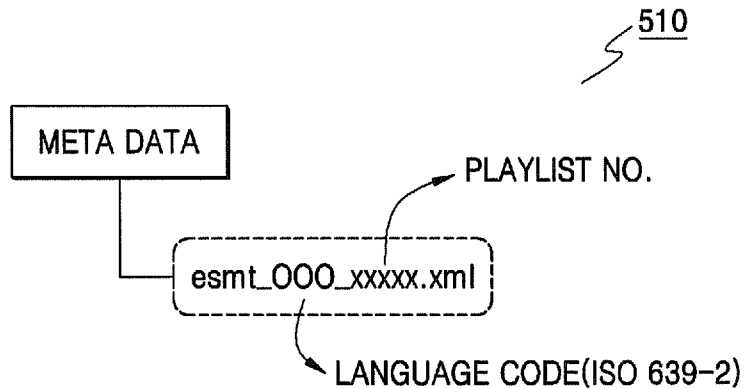 510
META DATA
PLAYLIST NO.
esmt_OOO_xxxxx.xml
LANGUAGE CODE(ISO 639-2)